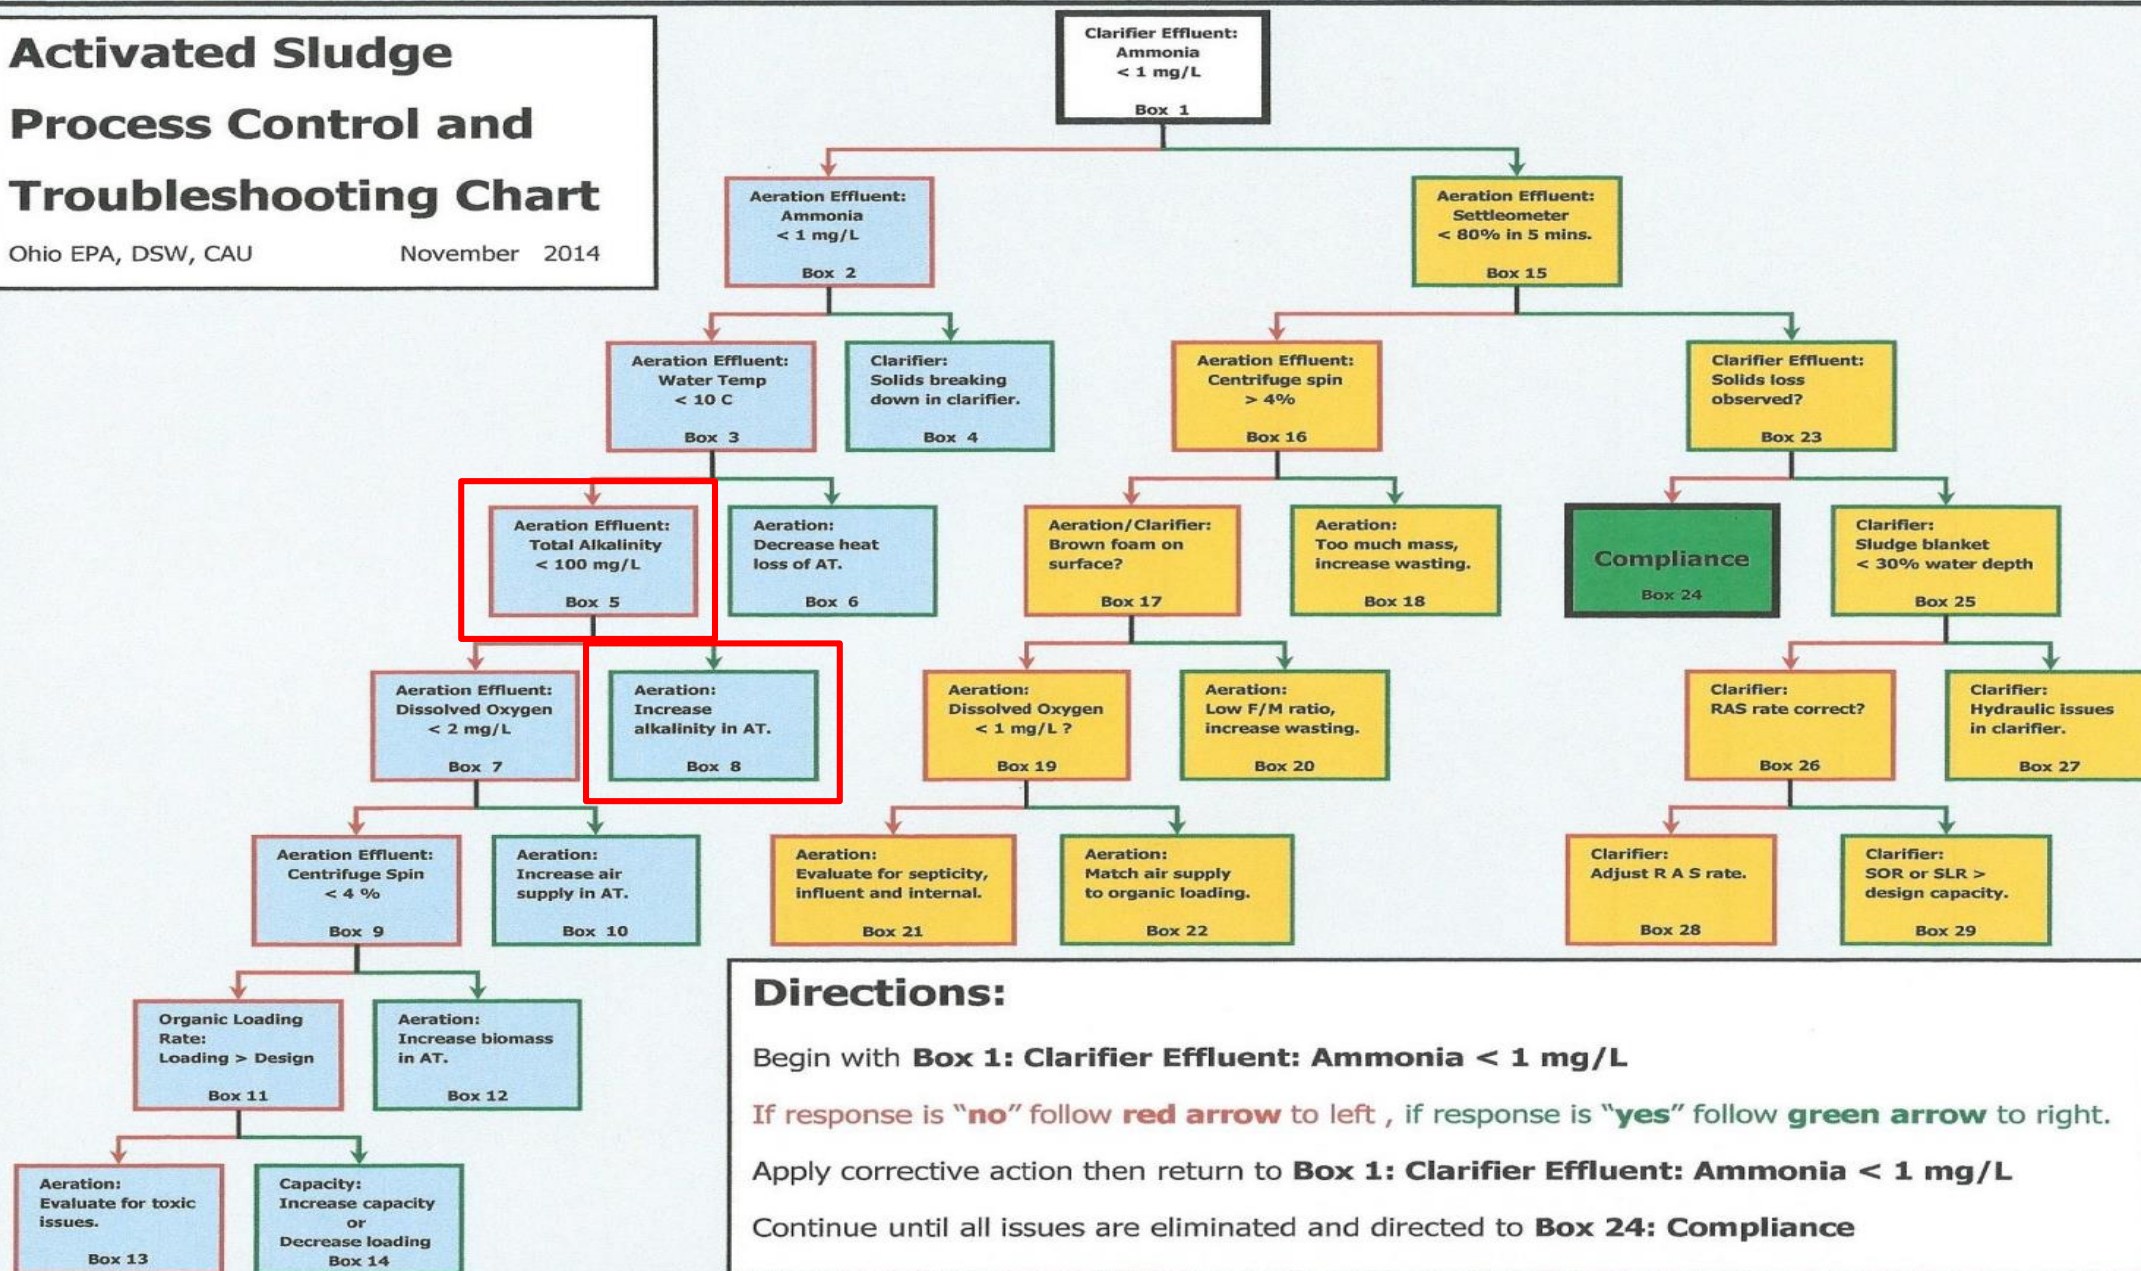 Activated Sludge
Process Control and
Troubleshooting Chart
Ohio EPA, DSW, CAU November 2014
Clarifier Effluent:
Ammonia
< 1 mg/L
Box 1
Aeration Effluent:
Ammonia
< 1 mg/L
Box 2
Aeration Effluent:
Settleometer
< 80% in 5 mins.
Box 15
Aeration Effluent:
Water Temp
< 10 C
Box 3
Clarifier:
Solids breaking
down in clarifier.
Box 4
Aeration Effluent:
Centrifuge spin
> 4%
Box 16
Clarifier Effluent:
Solids loss
observed?
Box 23
Aeration Effluent:
Total Alkalinity
< 100 mg/L
Box 5
Aeration:
Decrease heat
loss of AT.
Box 6
Aeration/Clarifier:
Brown foam on
surface?
Box 17
Aeration:
Too much mass,
increase wasting.
Box 18
Compliance
Box 24
Clarifier:
Sludge blanket
< 30% water depth
Box 25
Aeration Effluent:
Dissolved Oxygen
< 2 mg/L
Box 7
Aeration:
Increase
alkalinity in AT.
Box 8
Aeration:
Dissolved Oxygen
< 1 mg/L ?
Box 19
Aeration:
Low F/M ratio,
increase wasting.
Box 20
Clarifier:
RAS rate correct?
Box 26
Clarifier:
Hydraulic issues
in clarifier.
Box 27
Aeration Effluent:
Centrifuge Spin
< 4 %
Box 9
Aeration:
Increase air
supply in AT.
Box 10
Aeration:
Evaluate for septicity,
influent and internal.
Box 21
Aeration:
Match air supply
to organic loading.
Box 22
Clarifier:
Adjust R A S rate.
Box 28
Clarifier:
SOR or SLR >
design capacity.
Box 29
Organic Loading
Rate:
Loading > Design
Box 11
Aeration:
Increase biomass
in AT.
Box 12
Aeration:
Evaluate for toxic
issues.
Box 13
Capacity:
Increase capacity
or
Decrease loading
Box 14
Directions:
Begin with Box 1: Clarifier Effluent: Ammonia < 1 mg/L
If response is "no" follow red arrow to left , if response is "yes" follow green arrow to right.
Apply corrective action then return to Box 1: Clarifier Effluent: Ammonia < 1 mg/L
Continue until all issues are eliminated and directed to Box 24: Compliance